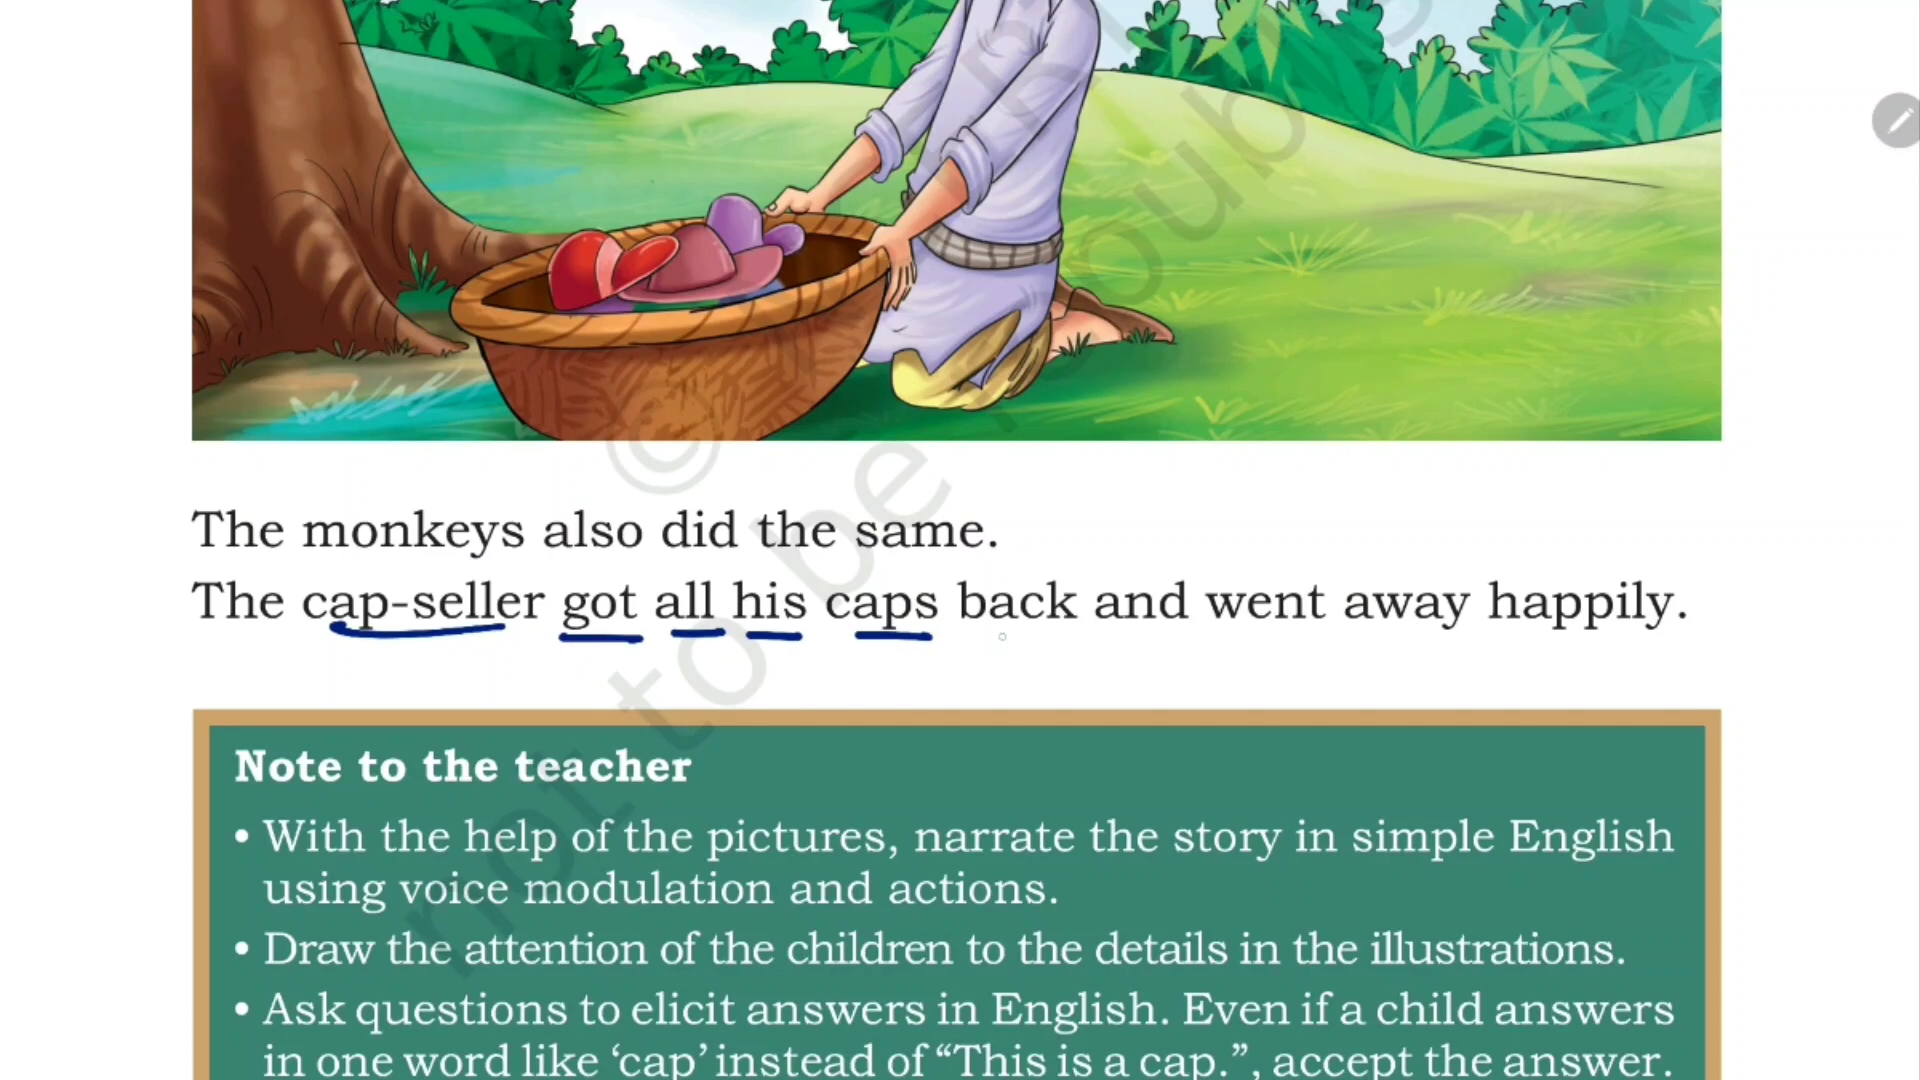 The monkeys also did the same.
The cap-seller got all his caps back and went away happily.
Note to the teacher
• With the help of the pictures, narrate the story in simple English
using voice modulation and actions.
• Draw the attention of the children to the details in the illustrations.
• Ask questions to elicit answers in English. Even if a child answers
in one word like ‘cap’ instead of “This is a cap.”, accept the answer.
© not to be